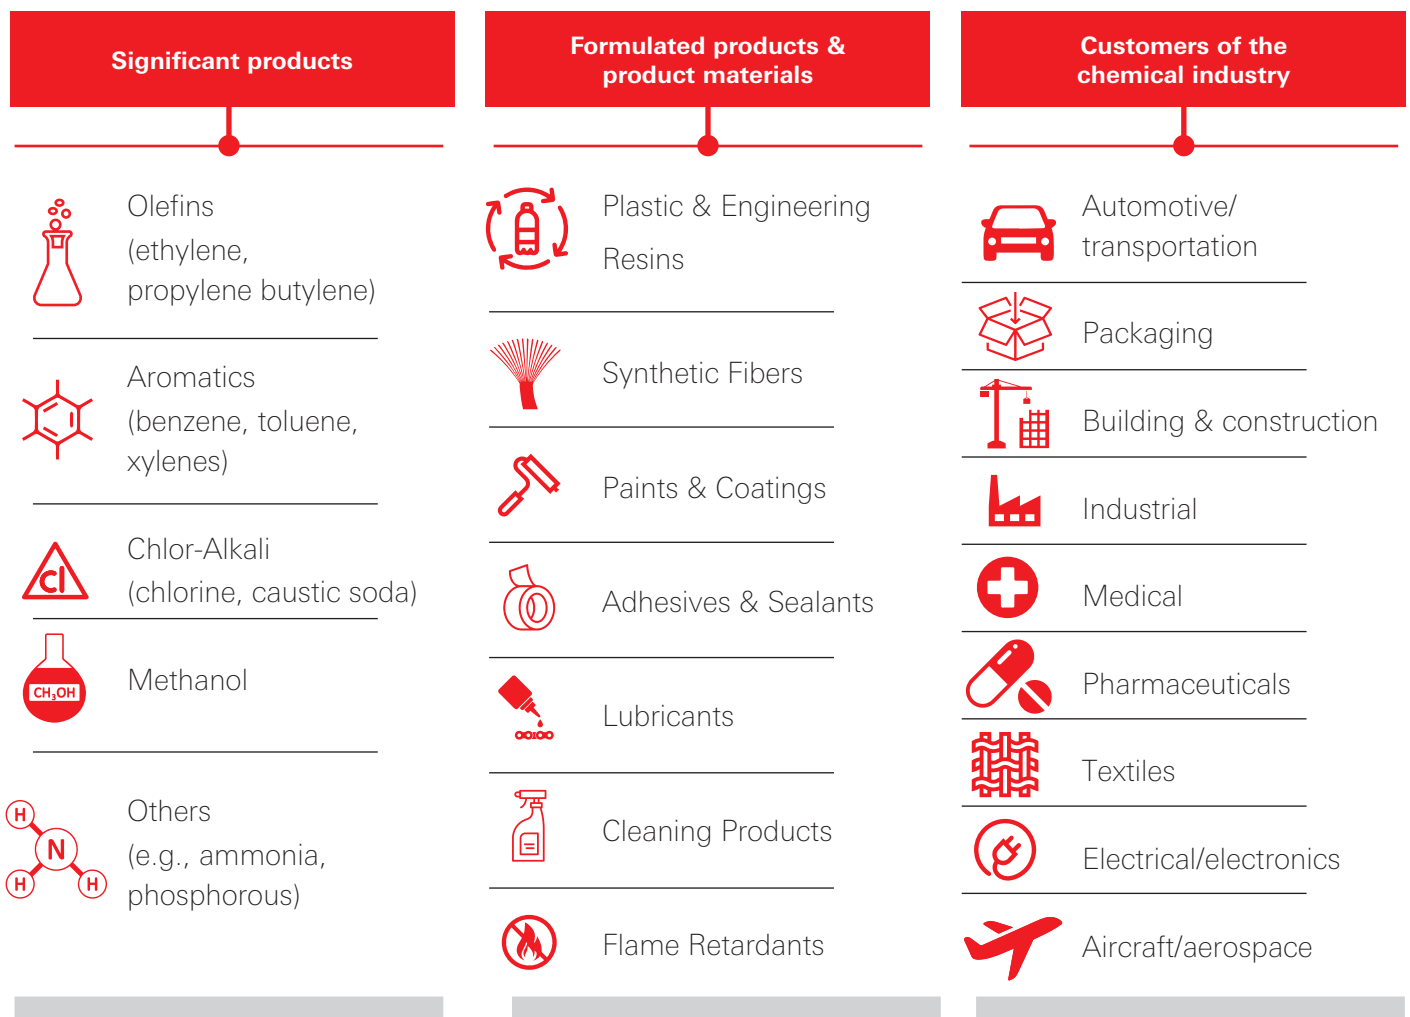 Significant products
Olefins
(ethylene,
propylene butylene)
Aromatics
(benzene, toluene,
xylenes)
Cl
Chlor-Alkali
(chlorine, caustic soda)
CH₃OH
Methanol
H
N
H
H
Others
(e.g., ammonia,
phosphorous)
Formulated products &
product materials
Plastic & Engineering
Resins
Synthetic Fibers
Paints & Coatings
Adhesives & Sealants
Lubricants
Cleaning Products
Flame Retardants
Customers of the
chemical industry
Automotive/
transportation
Packaging
Building & construction
Industrial
Medical
Pharmaceuticals
Textiles
Electrical/electronics
Aircraft/aerospace